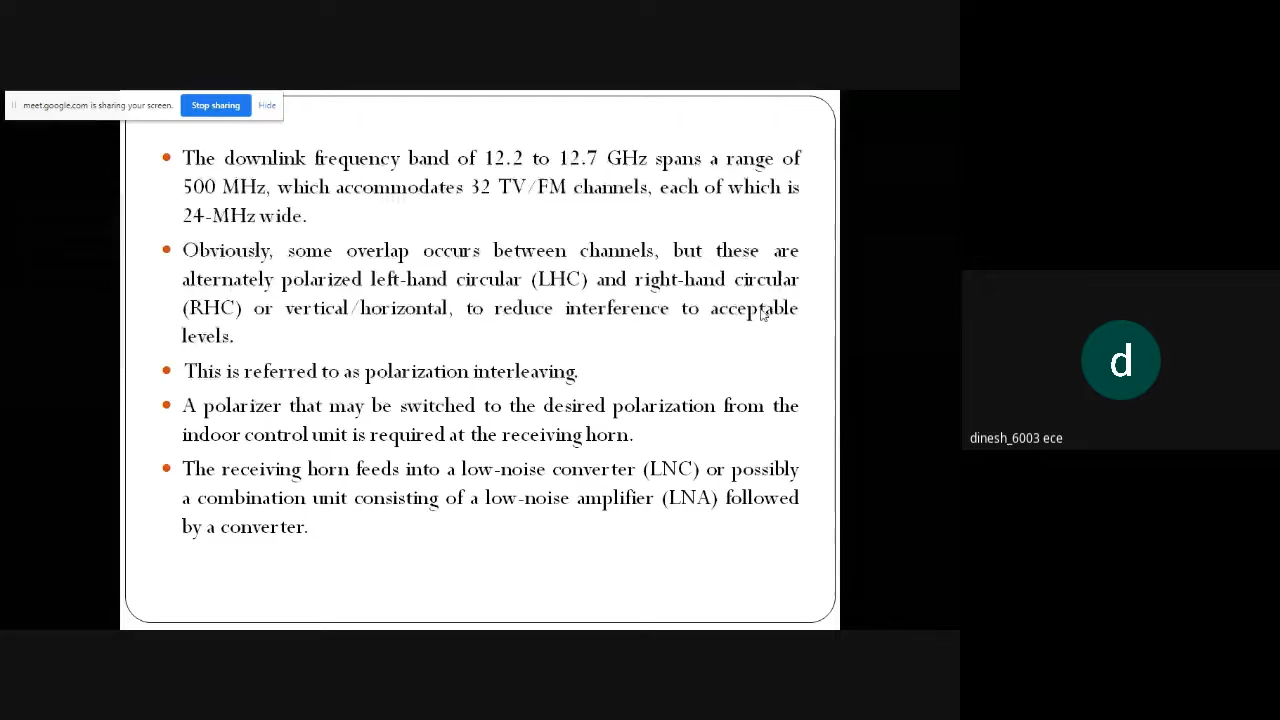 meet.google.com is sharing your screen. Stop sharing Hide
• The downlink frequency band of 12.2 to 12.7 GHz spans a range of
500 MHz, which accommodates 32 TV/FM channels, each of which is
24-MHz wide.
• Obviously, some overlap occurs between channels, but these are
alternately polarized left-hand circular (LHC) and right-hand circular
(RHC) or vertical/horizontal, to reduce interference to acceptable
levels.
• This is referred to as polarization interleaving.
• A polarizer that may be switched to the desired polarization from the
indoor control unit is required at the receiving horn.
• The receiving horn feeds into a low-noise converter (LNC) or possibly
a combination unit consisting of a low-noise amplifier (LNA) followed
by a converter.
d
dinesh_6003 ece